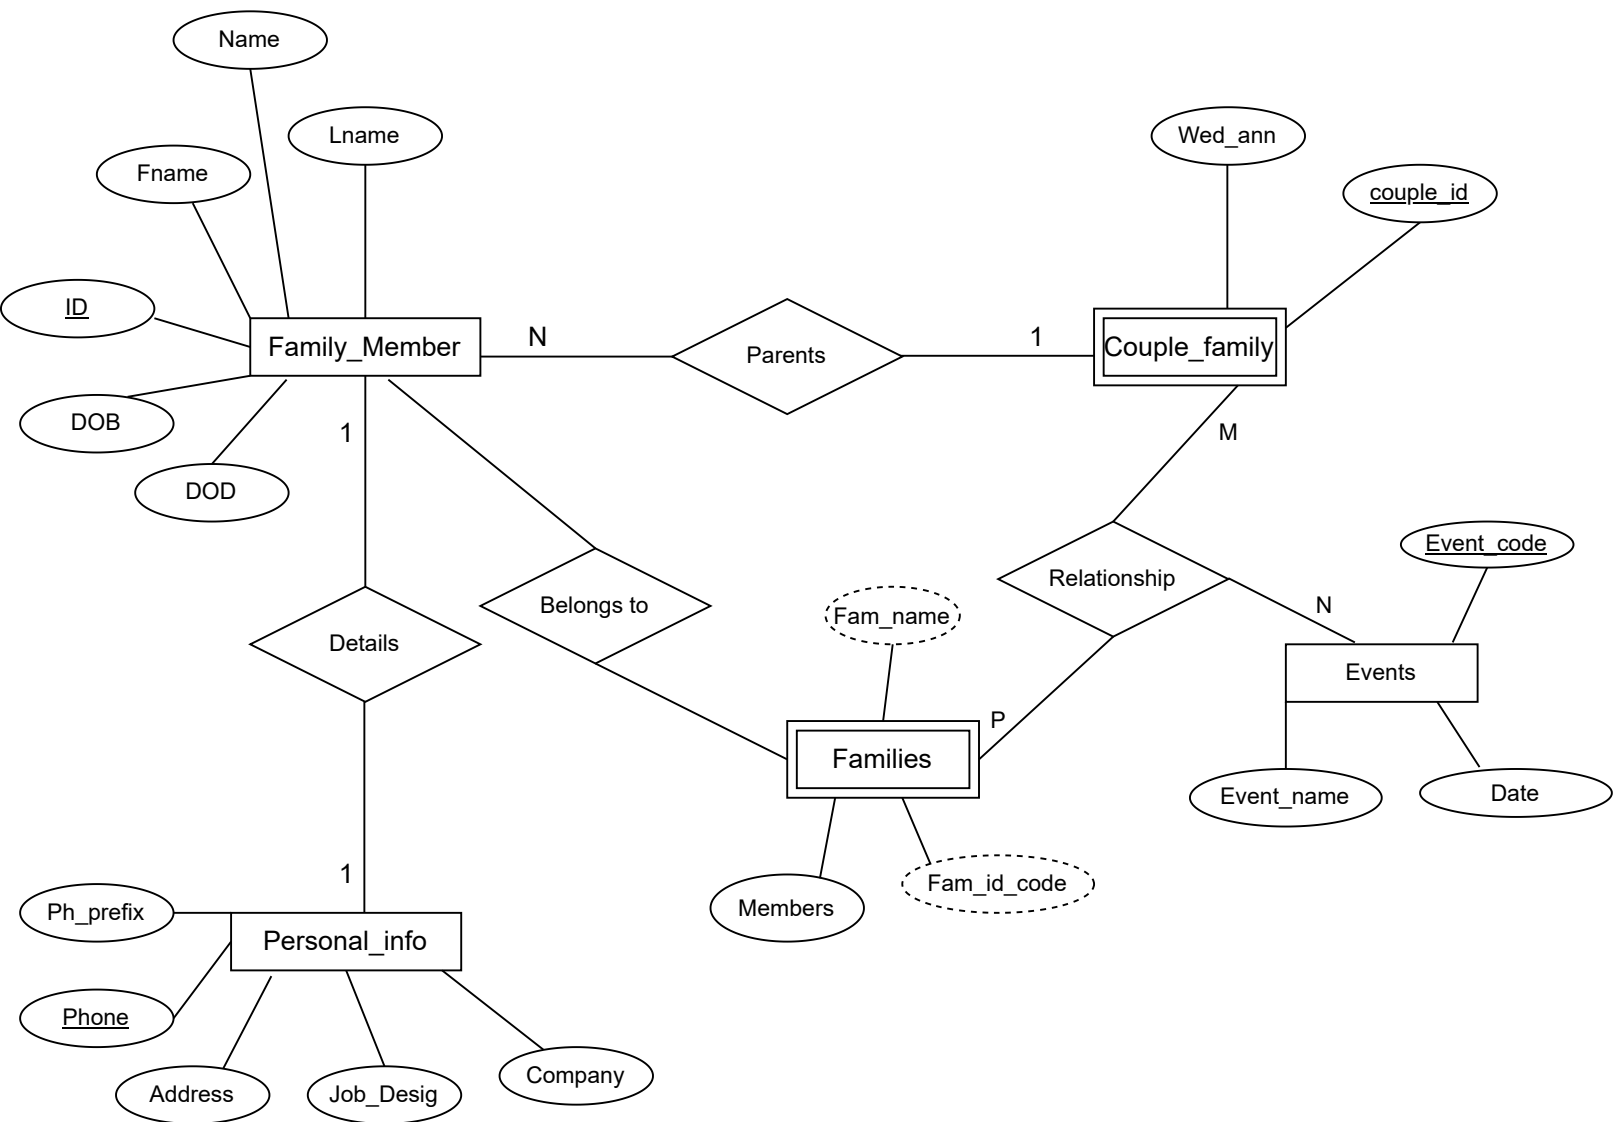 Name
Lname
Wed_ann
Fname
couple_id
ID
N
1
Family_Member
Parents
Couple_family
DOB
1
M
DOD
Event_code
Relationship
Belongs to
N
Fam_name
Details
Events
P
Families
Event_name
Date
1
Fam_id_code
Members
Ph_prefix
Personal_info
Phone
Company
Address
Job_Desig